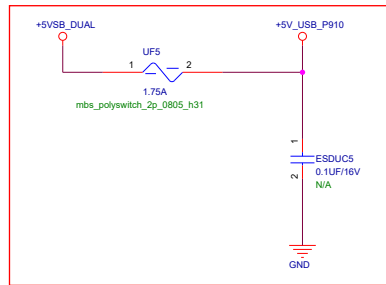 +5VSB_DUAL
+5V_USB_P910
UF5
1 2
1.75A
mbs_polyswitch_2p_0805_h31
1
ESDUC5
0.1UF/16V
2
N/A
GND